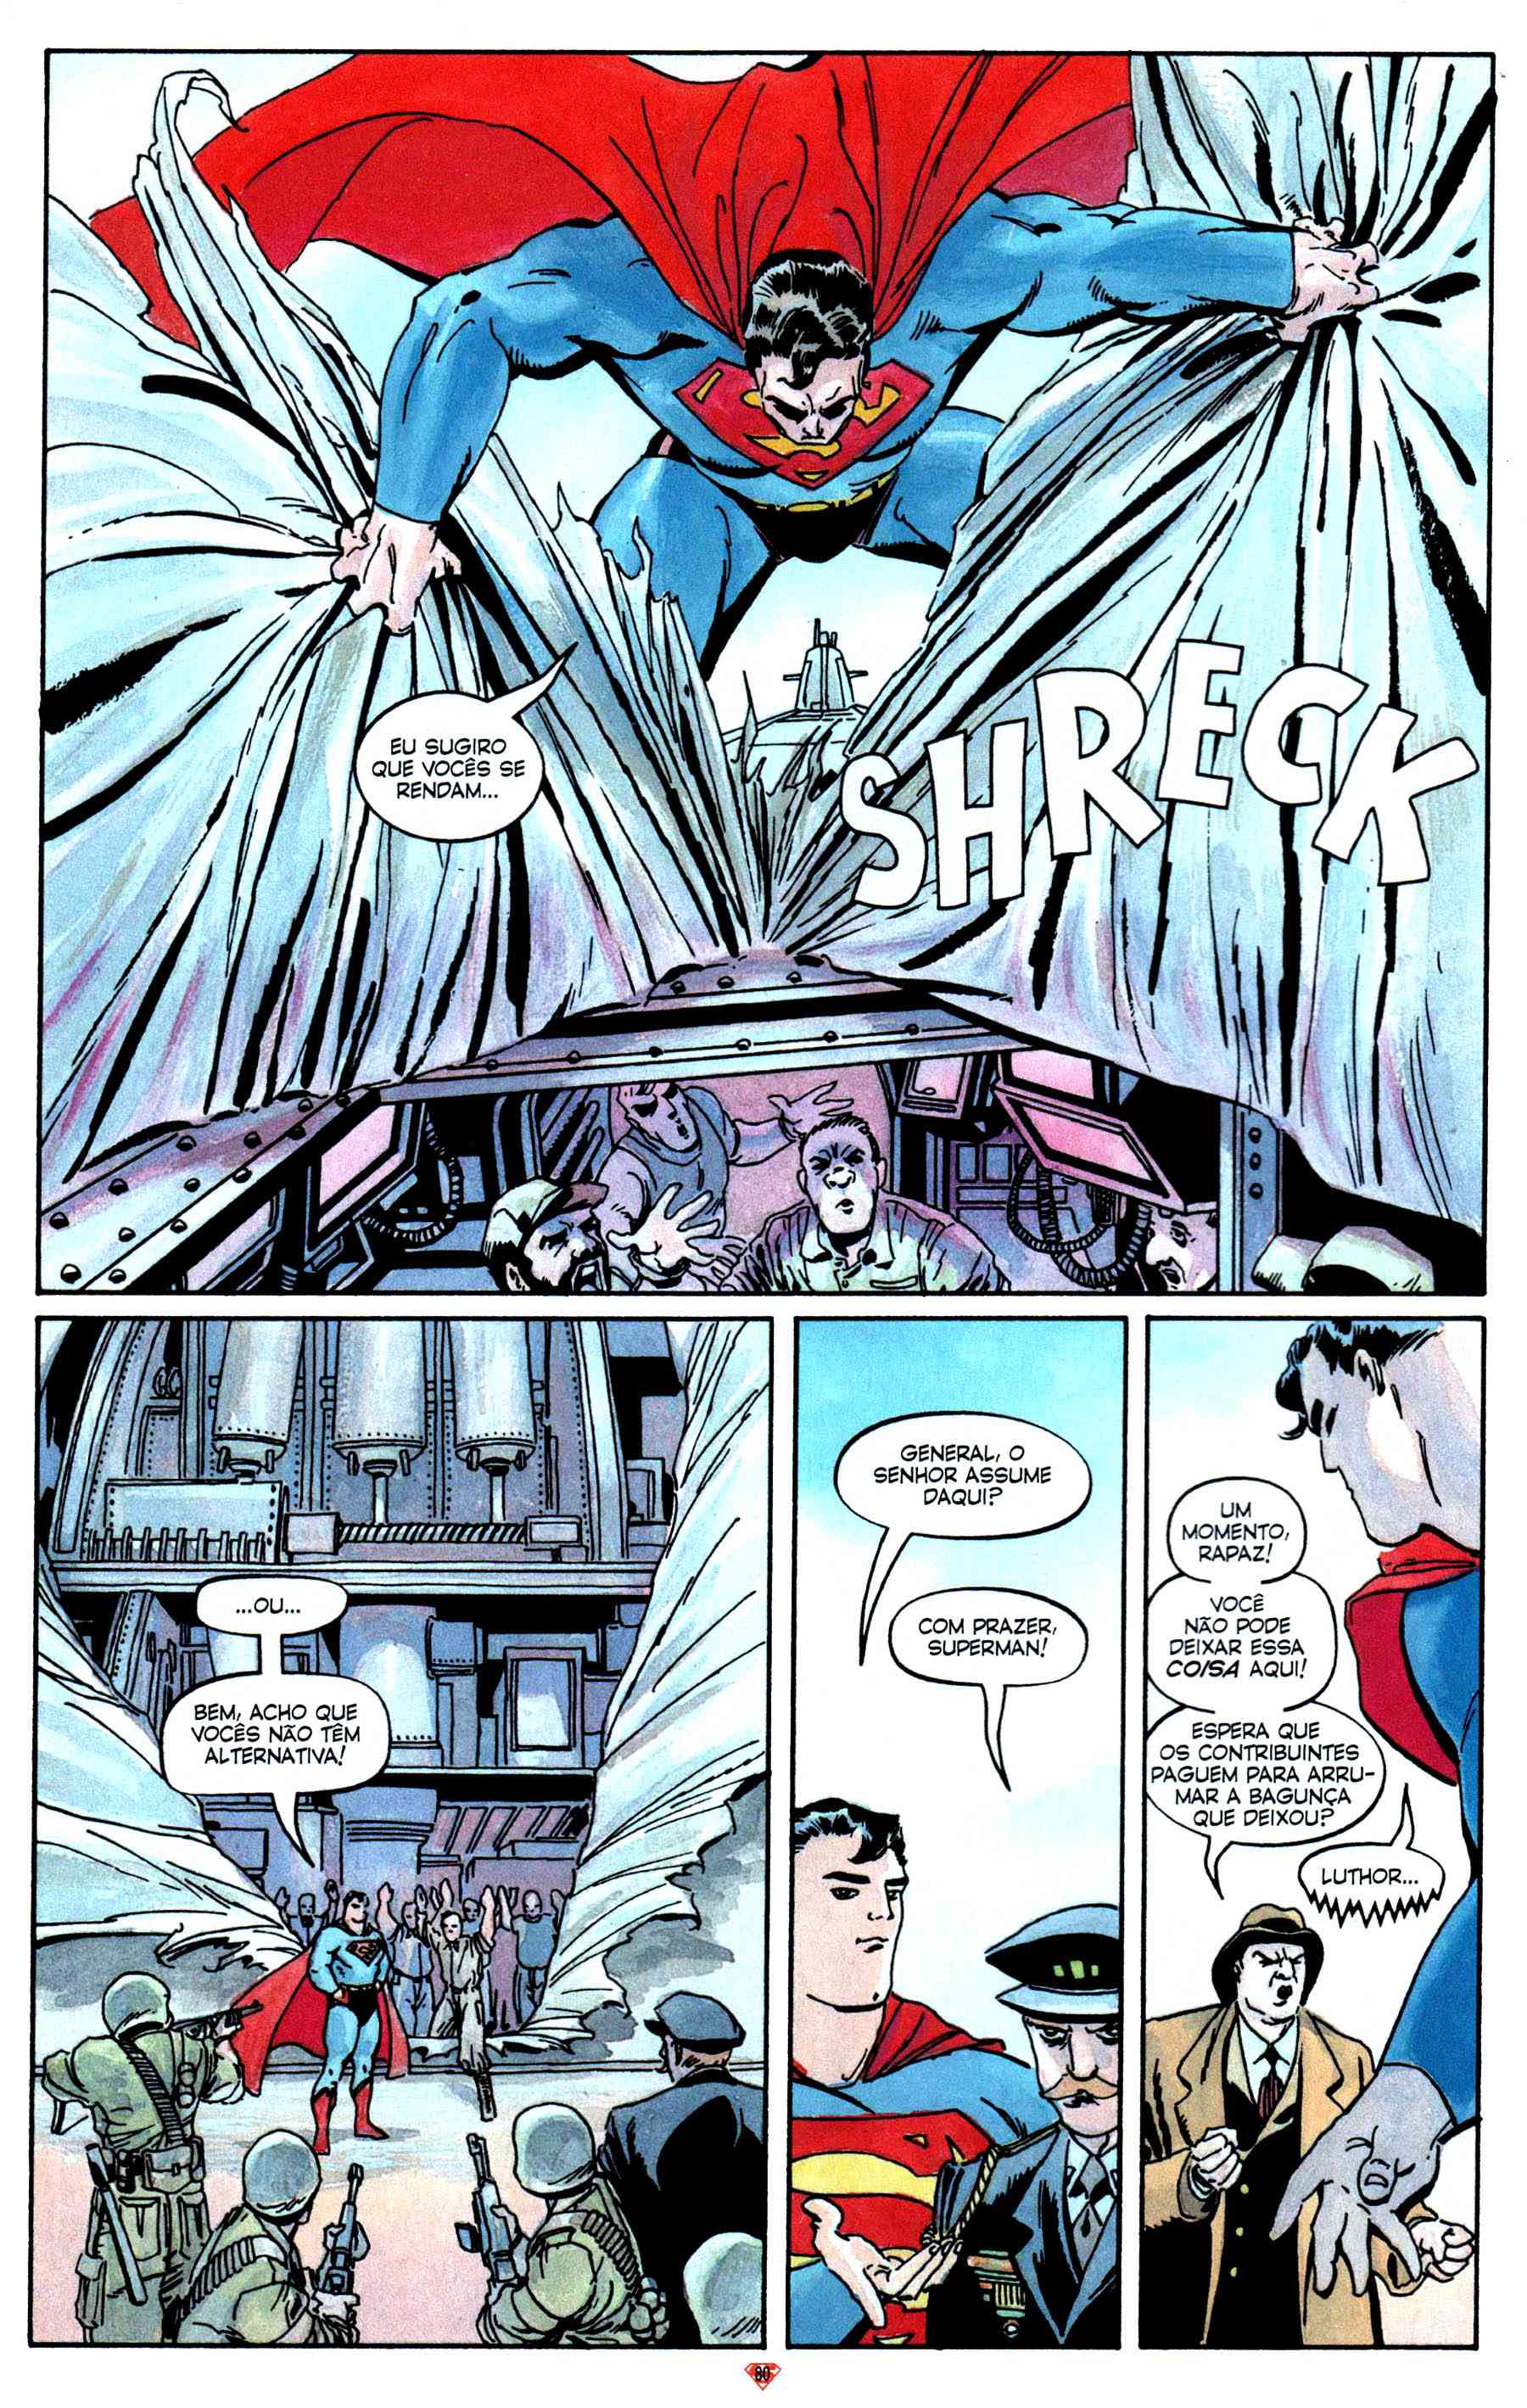 EU SUGIRO
QUE VOCÊS SE
RENDAM...
SHRECK
...OU...
BEM, ACHO QUE
VOCÊS NÃO TÊM
ALTERNATIVA!
GENERAL, O
SENHOR ASSUME
DAQUI?
COM PRAZER,
SUPERMAN!
UM
MOMENTO,
RAPAZ!
VOCÊ
NÃO PODE
DEIXAR ESSA
COISA AQUI!
ESPERA QUE
OS CONTRIBUINTES
PAGUEM PARA ARRU-
MAR A BAGUNÇA
QUE DEIXOU?
LUTHOR...
80